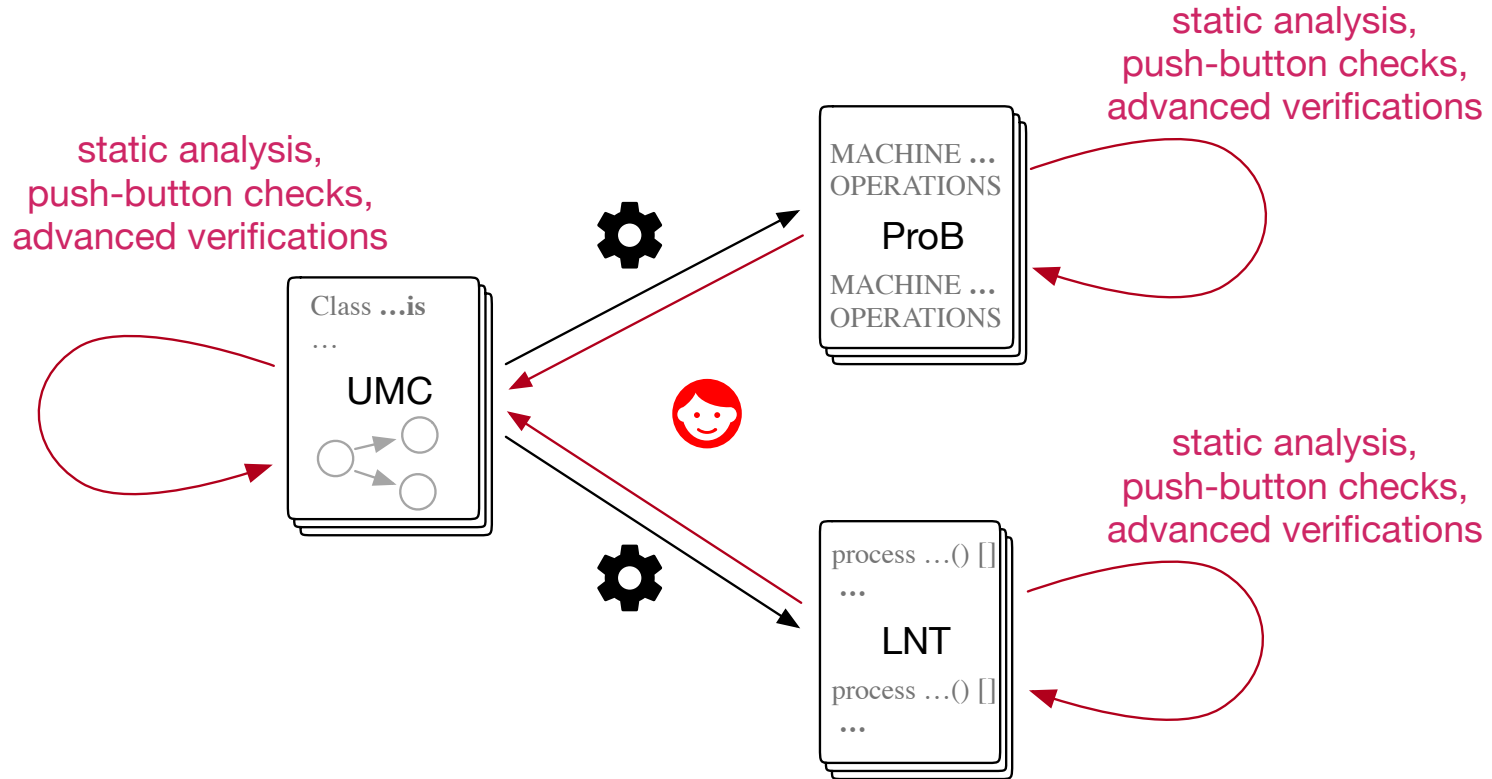 static analysis,
push-button checks,
advanced verifications
Class …is
…
UMC
static analysis,
push-button checks,
advanced verifications
MACHINE …
OPERATIONS
ProB
MACHINE …
OPERATIONS
static analysis,
push-button checks,
advanced verifications
process …() []
…
LNT
process …() []
…